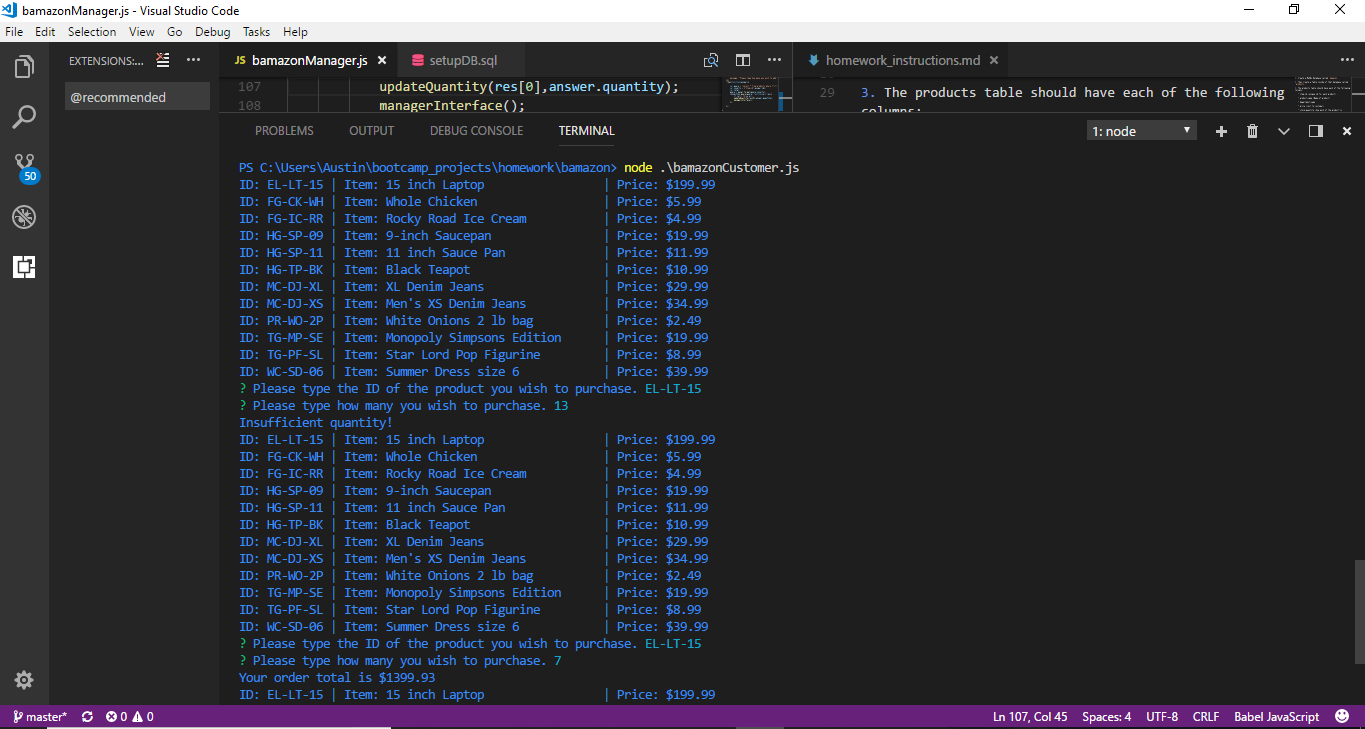 bamazonManager.js - Visual Studio Code
File Edit Selection View Go Debug Tasks Help
EXTENSIONS:... ··· JS bamazonManager.js × setupDB.sql ··· homework_instructions.md × ···
@recommended
107 updateQuantity(res[0],answer.quantity);
108 managerInterface();
29 3. The products table should have each of the following
columns:
PROBLEMS OUTPUT DEBUG CONSOLE TERMINAL 1: node
PS C:\Users\Austin\bootcamp_projects\homework\bamazon> node .\bamazonCustomer.js
ID: EL-LT-15 | Item: 15 inch Laptop | Price: $199.99
ID: FG-CK-WH | Item: Whole Chicken | Price: $5.99
ID: FG-IC-RR | Item: Rocky Road Ice Cream | Price: $4.99
ID: HG-SP-09 | Item: 9-inch Saucepan | Price: $19.99
ID: HG-SP-11 | Item: 11 inch Sauce Pan | Price: $11.99
ID: HG-TP-BK | Item: Black Teapot | Price: $10.99
ID: MC-DJ-XL | Item: XL Denim Jeans | Price: $29.99
ID: MC-DJ-XS | Item: Men's XS Denim Jeans | Price: $34.99
ID: PR-WO-2P | Item: White Onions 2 lb bag | Price: $2.49
ID: TG-MP-SE | Item: Monopoly Simpsons Edition | Price: $19.99
ID: TG-PF-SL | Item: Star Lord Pop Figurine | Price: $8.99
ID: WC-SD-06 | Item: Summer Dress size 6 | Price: $39.99
? Please type the ID of the product you wish to purchase. EL-LT-15
? Please type how many you wish to purchase. 13
Insufficient quantity!
ID: EL-LT-15 | Item: 15 inch Laptop | Price: $199.99
ID: FG-CK-WH | Item: Whole Chicken | Price: $5.99
ID: FG-IC-RR | Item: Rocky Road Ice Cream | Price: $4.99
ID: HG-SP-09 | Item: 9-inch Saucepan | Price: $19.99
ID: HG-SP-11 | Item: 11 inch Sauce Pan | Price: $11.99
ID: HG-TP-BK | Item: Black Teapot | Price: $10.99
ID: MC-DJ-XL | Item: XL Denim Jeans | Price: $29.99
ID: MC-DJ-XS | Item: Men's XS Denim Jeans | Price: $34.99
ID: PR-WO-2P | Item: White Onions 2 lb bag | Price: $2.49
ID: TG-MP-SE | Item: Monopoly Simpsons Edition | Price: $19.99
ID: TG-PF-SL | Item: Star Lord Pop Figurine | Price: $8.99
ID: WC-SD-06 | Item: Summer Dress size 6 | Price: $39.99
? Please type the ID of the product you wish to purchase. EL-LT-15
? Please type how many you wish to purchase. 7
Your order total is $1399.93
ID: EL-LT-15 | Item: 15 inch Laptop | Price: $199.99
50
master* 0 0 Ln 107, Col 45 Spaces: 4 UTF-8 CRLF Babel JavaScript